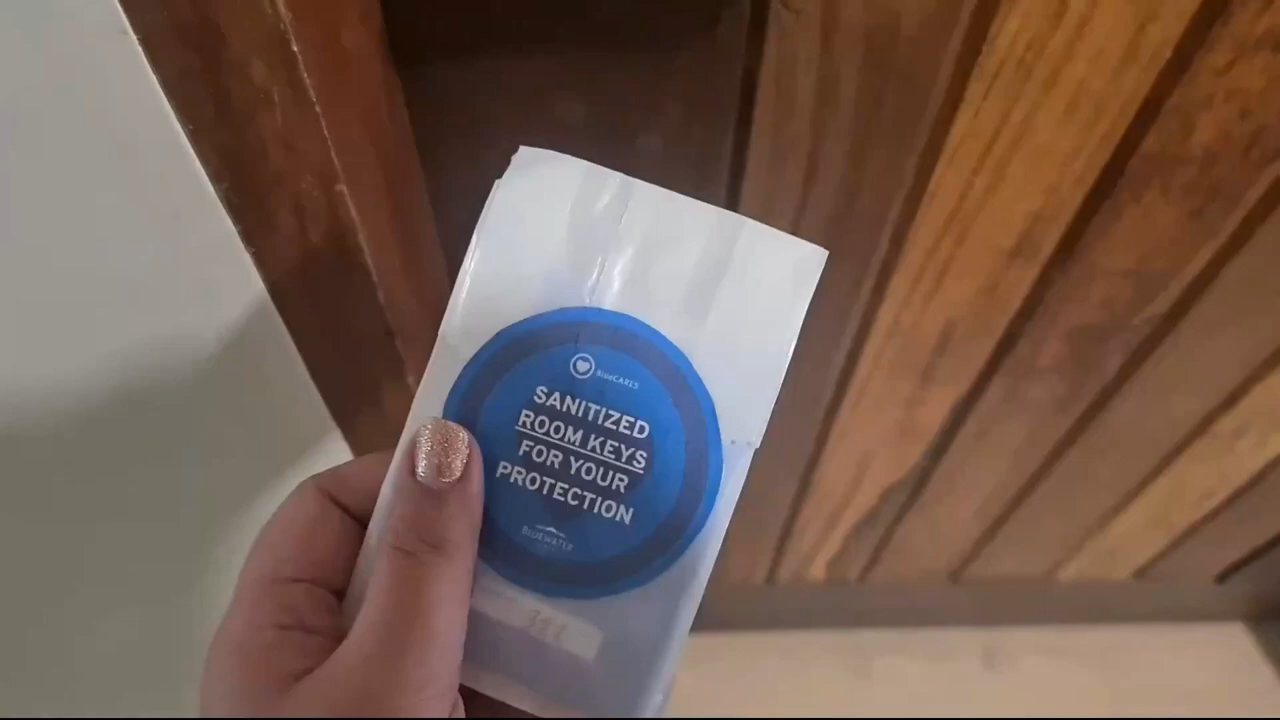 BlueCARES
SANITIZED
ROOM KEYS
FOR YOUR
PROTECTION
BLUEWATER